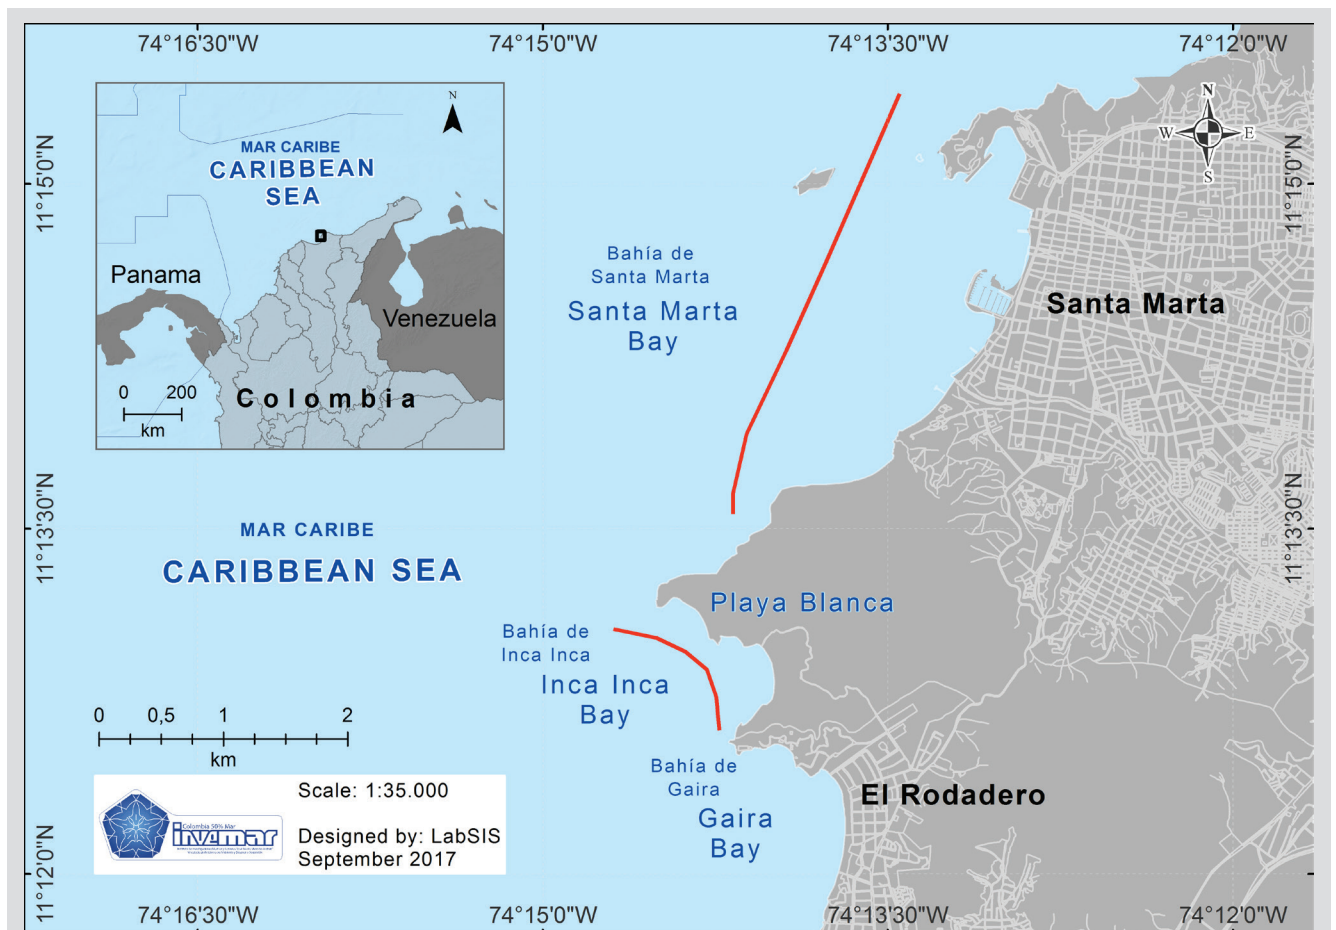 74°16'30"W
74°15'0"W
74°13'30"W
74°12'0"W
11°15'0"N
11°15'0"N
N
N
W
E
S
MAR CARIBE
CARIBBEAN
SEA
Panama
Venezuela
Colombia
0
200
km
Bahía de
Santa Marta
Santa Marta
Bay
Santa Marta
11°13'30"N
11°13'30"N
MAR CARIBE
CARIBBEAN SEA
Playa Blanca
Bahía de
Inca Inca
Inca Inca
Bay
0
0,5
1
2
km
Bahía de
Gaira
Gaira
Bay
El Rodadero
Scale: 1:35.000
Designed by: LabSIS
September 2017
Colombia 50% Mar
invemar
11°12'0"N
74°16'30"W
74°15'0"W
74°13'30"W
74°12'0"W